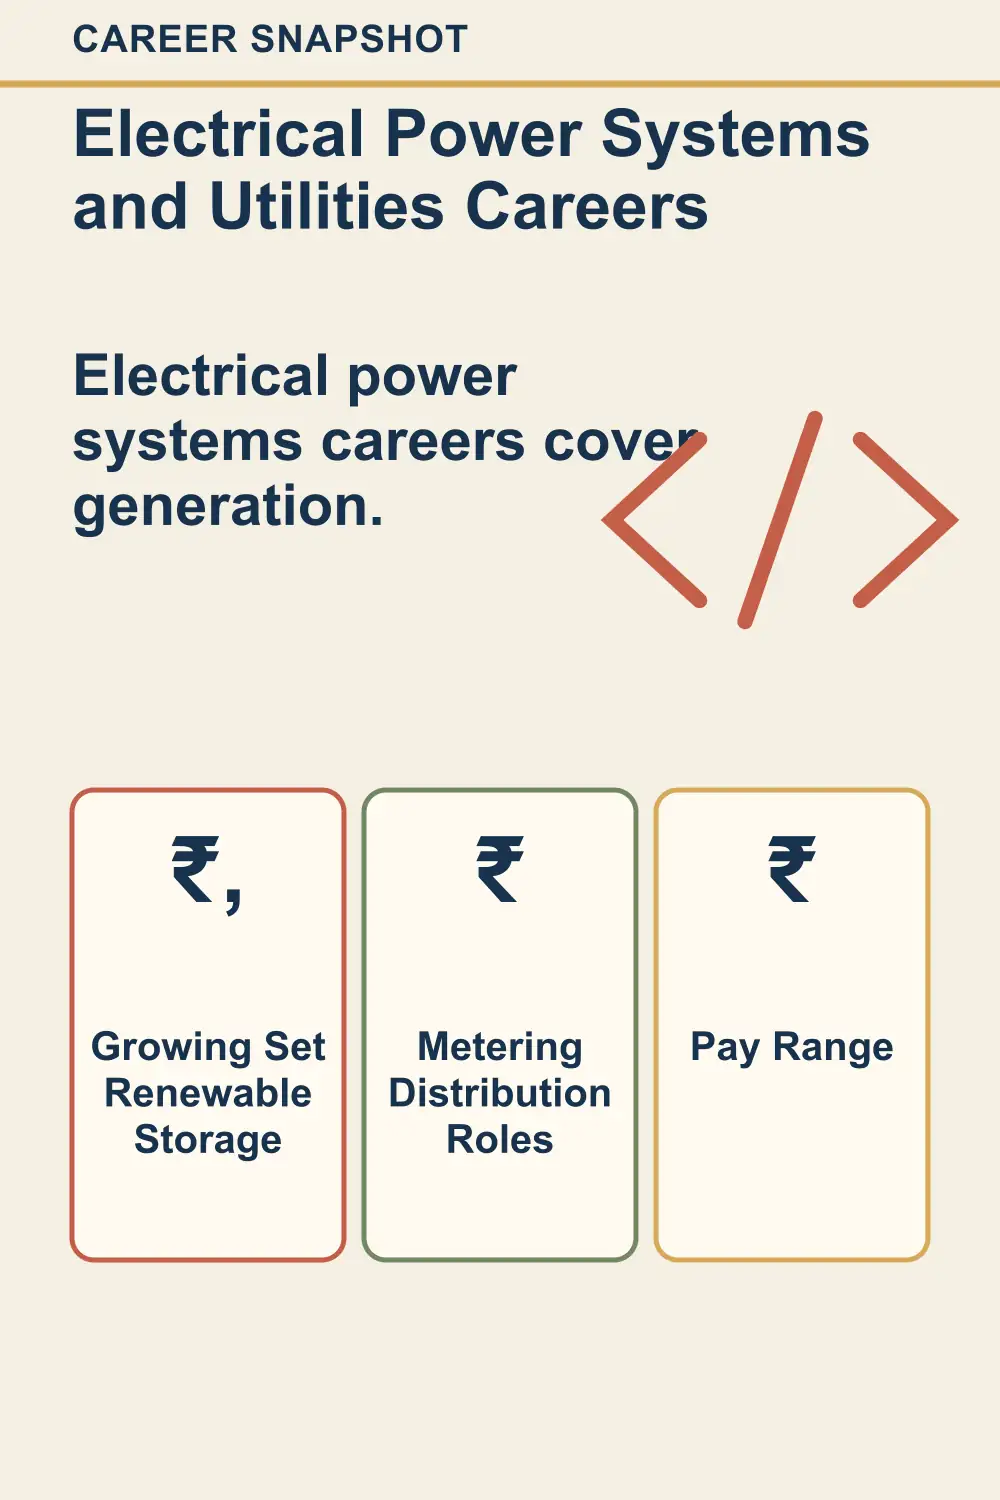 CAREER SNAPSHOT
Electrical Power Systems
and Utilities Careers
Electrical power
systems careers cover
generation.
</>
₹,
Growing Set
Renewable
Storage
₹
Metering
Distribution
Roles
₹
Pay Range